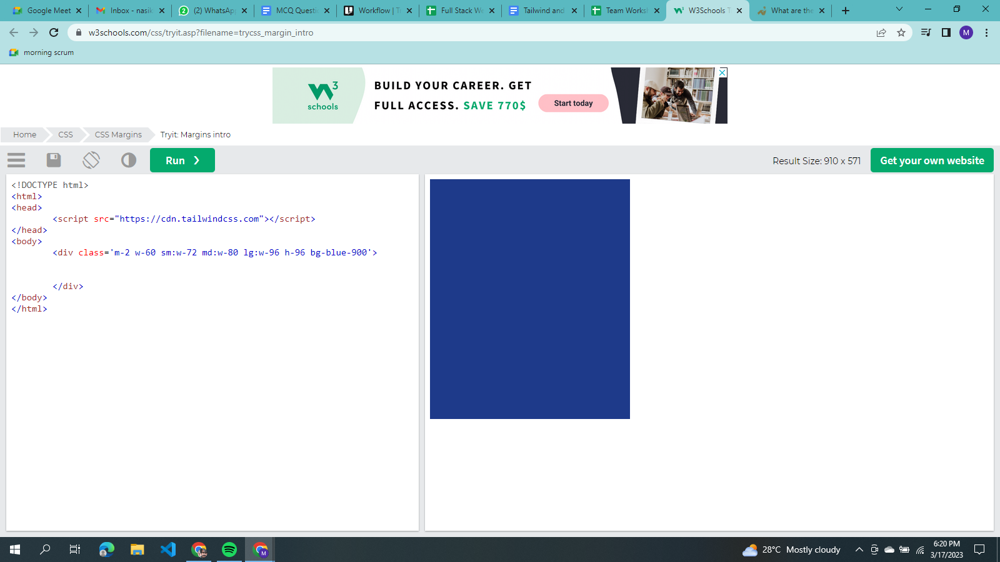 Google Meet
Inbox - nasik
(2) WhatsApp
MCQ Questio
Workflow | Tr
Full Stack We
Tailwind and
Team Worksh
W3Schools T
What are the
w3schools.com/css/tryit.asp?filename=trycss_margin_intro
M
morning scrum
W3 schools
BUILD YOUR CAREER. GET
FULL ACCESS. SAVE 770$
Start today
Home
CSS
CSS Margins
Tryit: Margins intro
Run ❯
Result Size: 910 x 571
Get your own website
<!DOCTYPE html>
<html>
<head>
<script src="https://cdn.tailwindcss.com"></script>
</head>
<body>
<div class='m-2 w-60 sm:w-72 md:w-80 lg:w-96 h-96 bg-blue-900'>
</div>
</body>
</html>
28°C Mostly cloudy
6:20 PM
3/17/2023